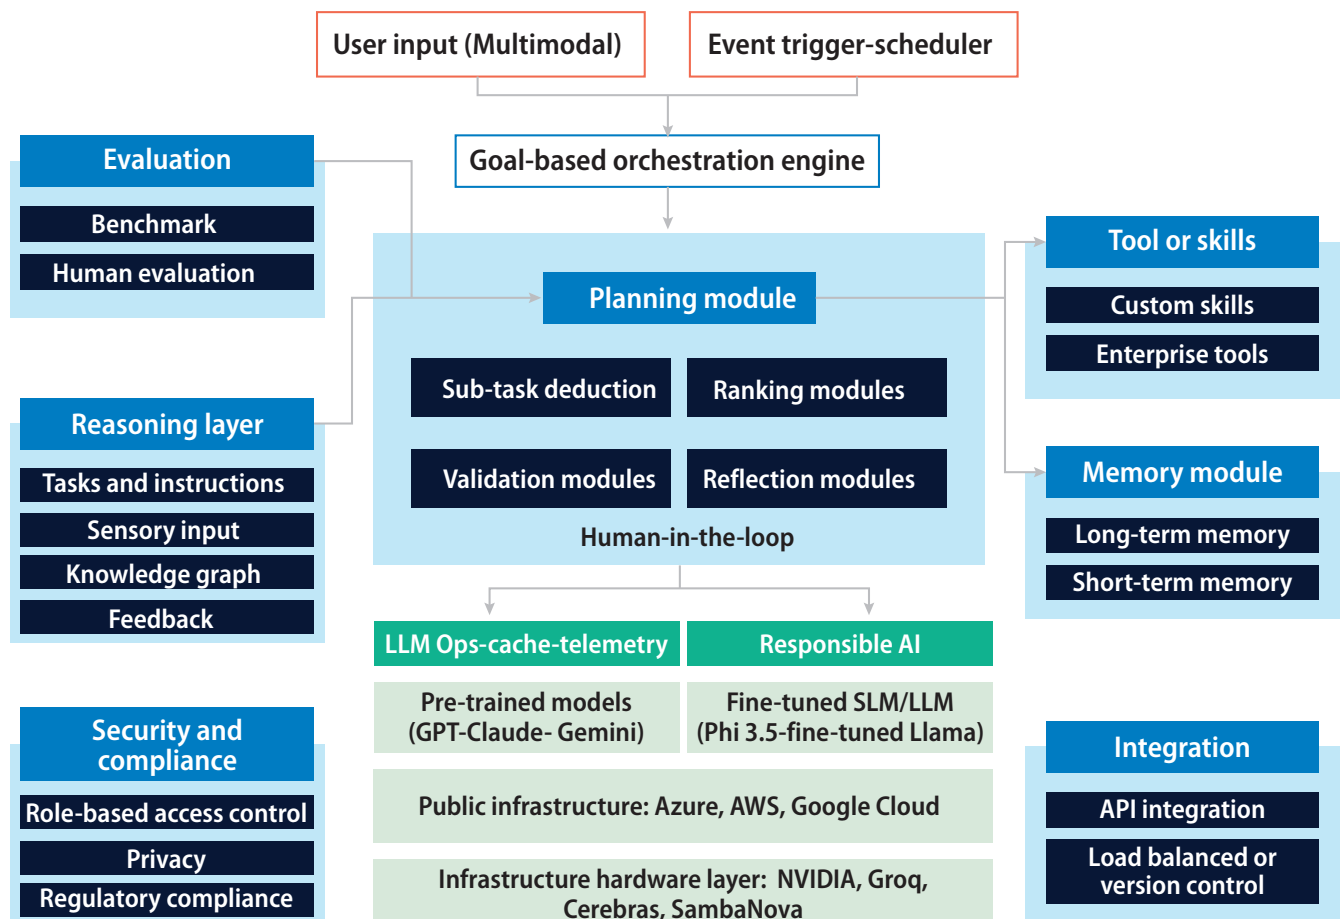 User input (Multimodal)
Event trigger-scheduler
Goal-based orchestration engine
Evaluation
Benchmark
Human evaluation
Reasoning layer
Tasks and instructions
Sensory input
Knowledge graph
Feedback
Security and
compliance
Role-based access control
Privacy
Regulatory compliance
Planning module
Sub-task deduction
Ranking modules
Validation modules
Reflection modules
Human-in-the-loop
LLM Ops-cache-telemetry
Responsible AI
Pre-trained models
(GPT-Claude- Gemini)
Fine-tuned SLM/LLM
(Phi 3.5-fine-tuned Llama)
Public infrastructure: Azure, AWS, Google Cloud
Infrastructure hardware layer:  NVIDIA, Groq,
Cerebras, SambaNova
Tool or skills
Custom skills
Enterprise tools
Memory module
Long-term memory
Short-term memory
Integration
API integration
Load balanced or
version control